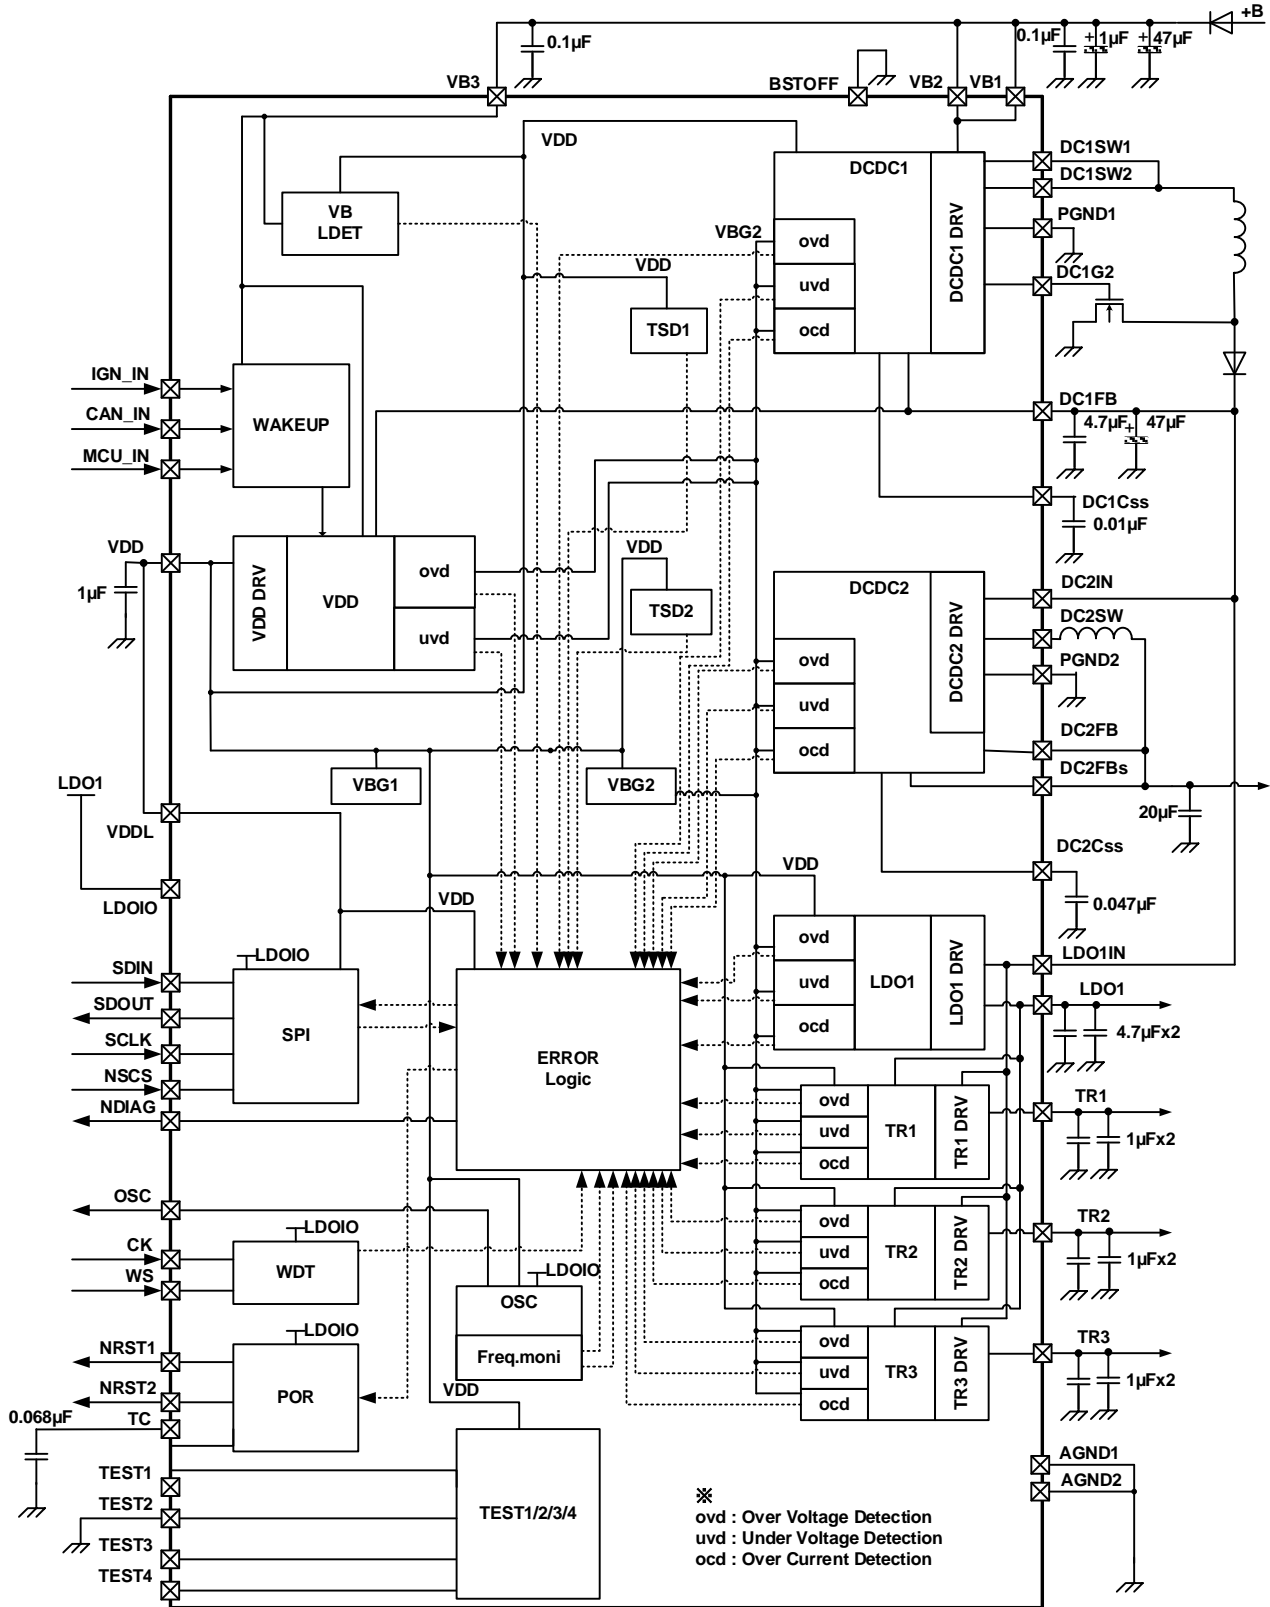 +B
0.1µF
0.1µF
1µF
47µF
VB3
BSTOFF
VB2
VB1
VDD
DCDC1
DC1SW1
DC1SW2
VB
LDET
VBG2
ovd
uvd
ocd
DCDC1 DRV
PGND1
VDD
DC1G2
TSD1
IGN_IN
CAN_IN
MCU_IN
WAKEUP
DC1FB
4.7µF
47µF
DC1Css
0.01µF
VDD
1µF
VDD DRV
VDD
ovd
uvd
VDD
TSD2
DCDC2
DCDC2 DRV
ovd
uvd
ocd
DC2IN
DC2SW
PGND2
DC2FB
DC2FBs
VBG1
VBG2
20µF
LDO1
VDDL
LDOIO
VDD
VDD
DC2Css
0.047µF
LDOIO
SDIN
SDOUT
SCLK
NSCS
NDIAG
SPI
ERROR
Logic
ovd
uvd
ocd
LDO1
LDO1 DRV
LDO1IN
LDO1
4.7µFx2
ovd
uvd
ocd
TR1
TR1 DRV
TR1
1µFx2
OSC
CK
WS
LDOIO
WDT
LDOIO
OSC
Freq.moni
ovd
uvd
ocd
TR2
TR2 DRV
TR2
1µFx2
NRST1
NRST2
TC
0.068µF
LDOIO
POR
VDD
ovd
uvd
ocd
TR3
TR3 DRV
TR3
1µFx2
TEST1
TEST2
TEST3
TEST4
TEST1/2/3/4
AGND1
AGND2
※
ovd : Over Voltage Detection
uvd : Under Voltage Detection
ocd : Over Current Detection